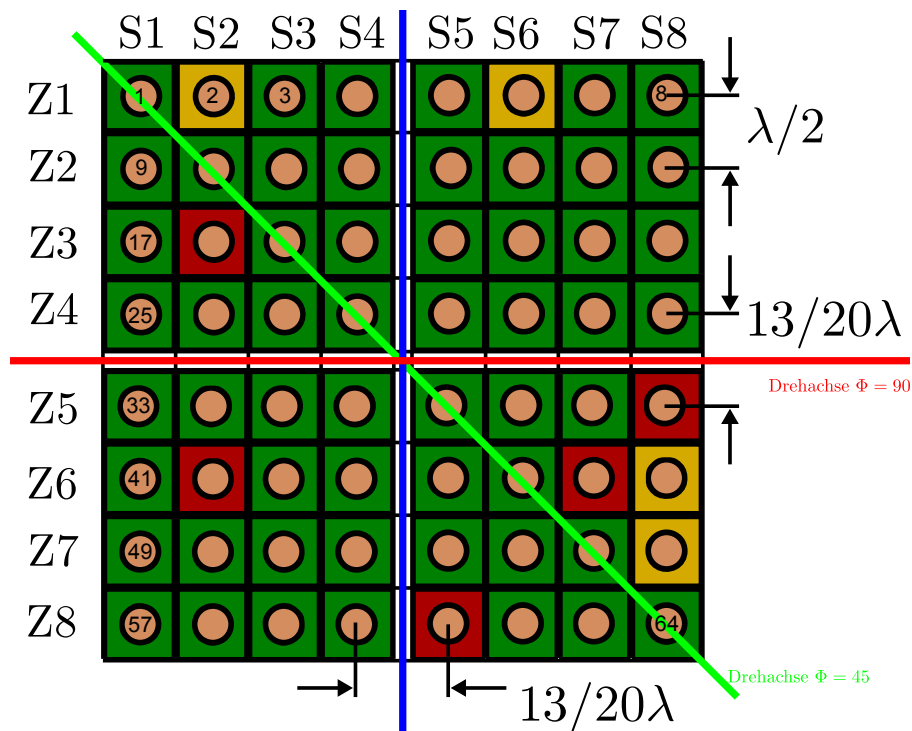 S1 S2 S3 S4 S5 S6 S7 S8
Z1 1 2 3 8
λ/2
Z2 9
Z3 17
Z4 25 13/20λ
Drehachse Φ = 90
Z5 33
Z6 41
Z7 49
Z8 57 64
Drehachse Φ = 45
13/20λ